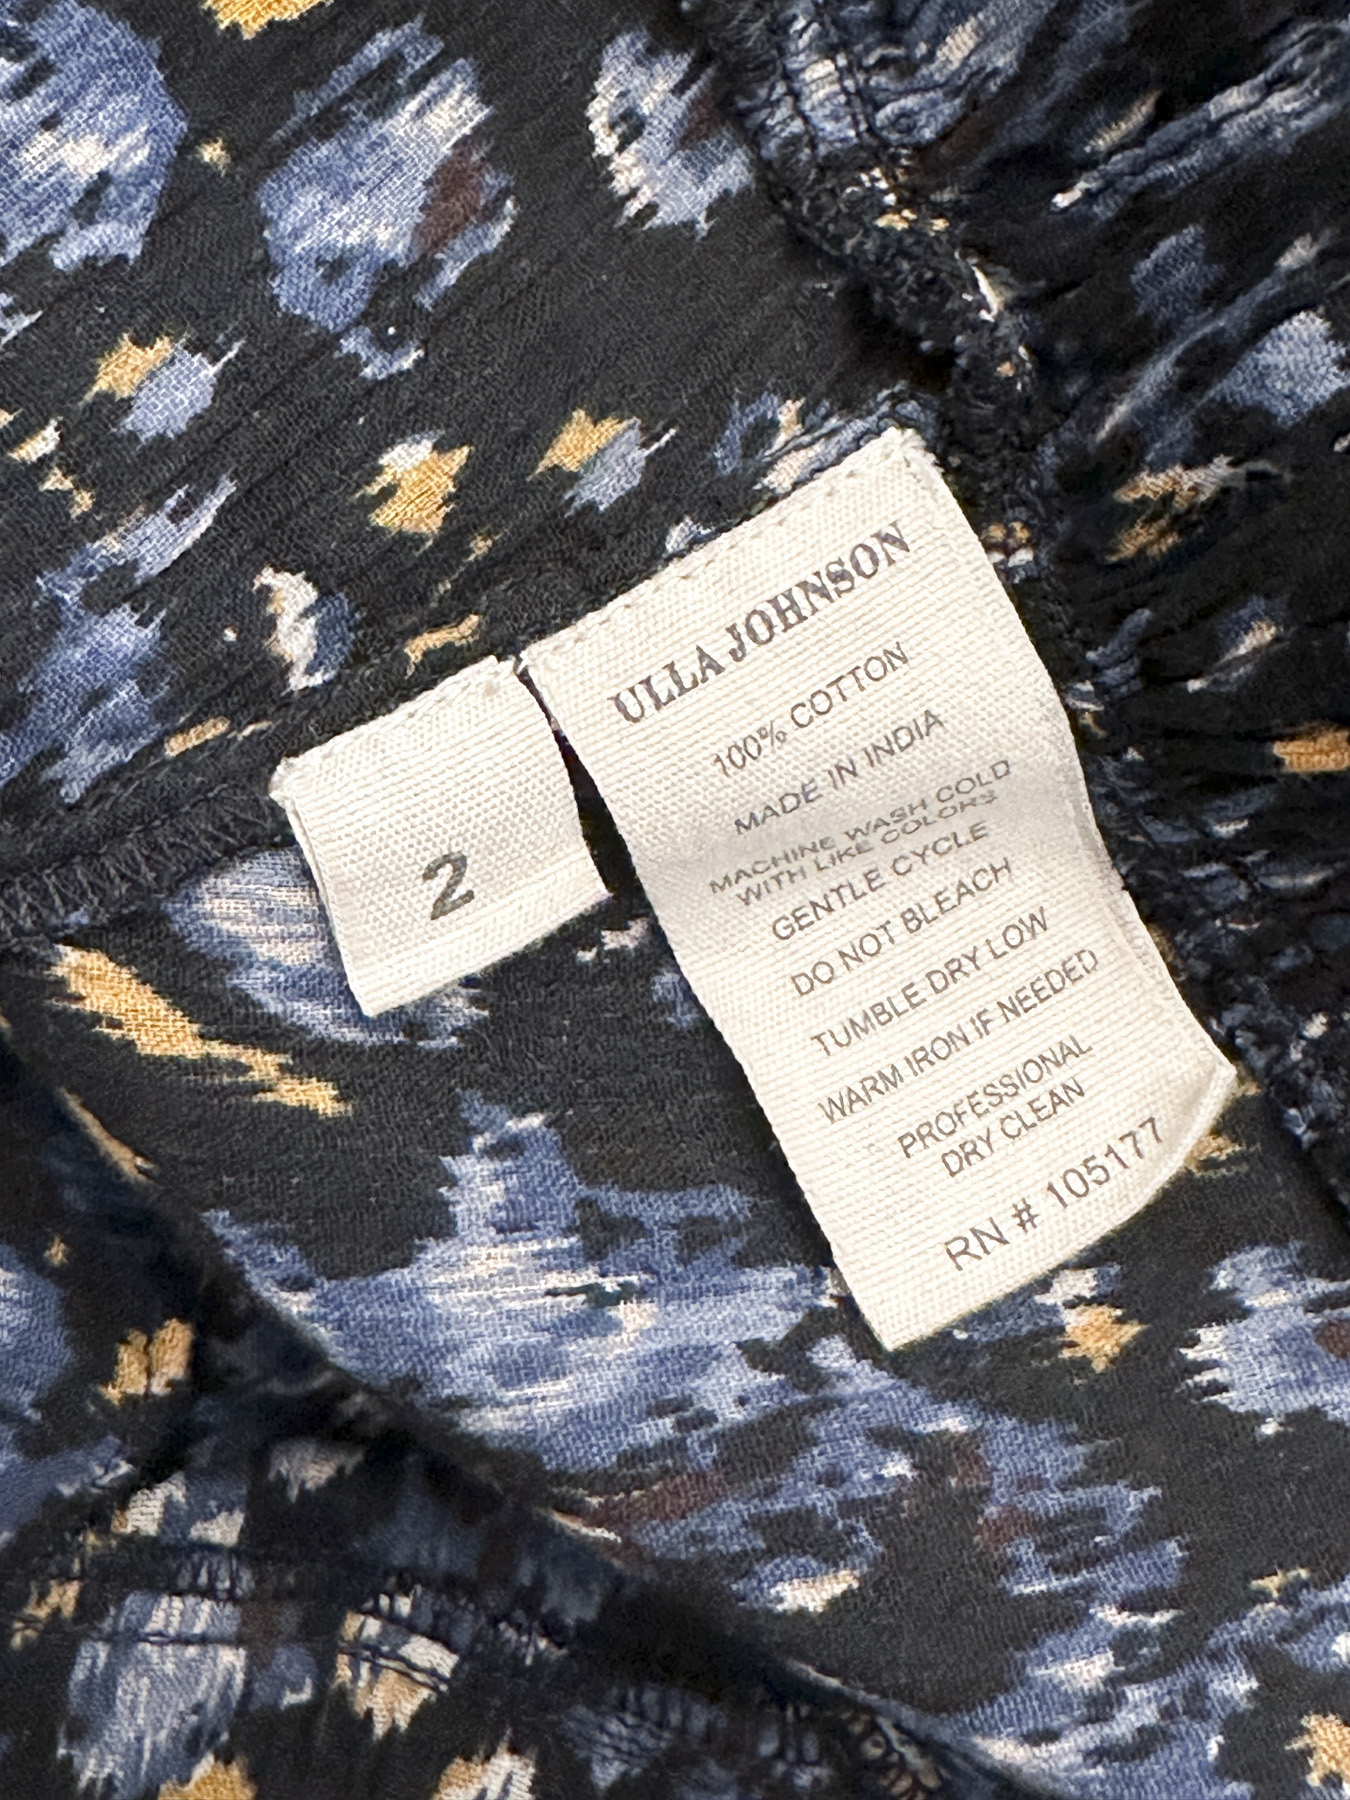 2
ULLA JOHNSON
100% COTTON
MADE IN INDIA
MACHINE WASH COLD
WITH LIKE COLORS
GENTLE CYCLE
DO NOT BLEACH
TUMBLE DRY LOW
WARM IRON IF NEEDED
PROFESSIONAL
DRY CLEAN
RN # 105177